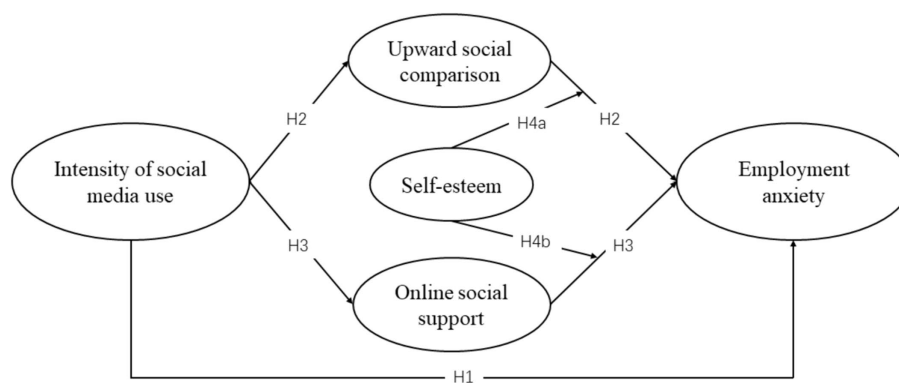 Upward social
comparison
H2
H4a
H2
Intensity of social
media use
Self-esteem
Employment
anxiety
H3
H4b
H3
Online social
support
H1